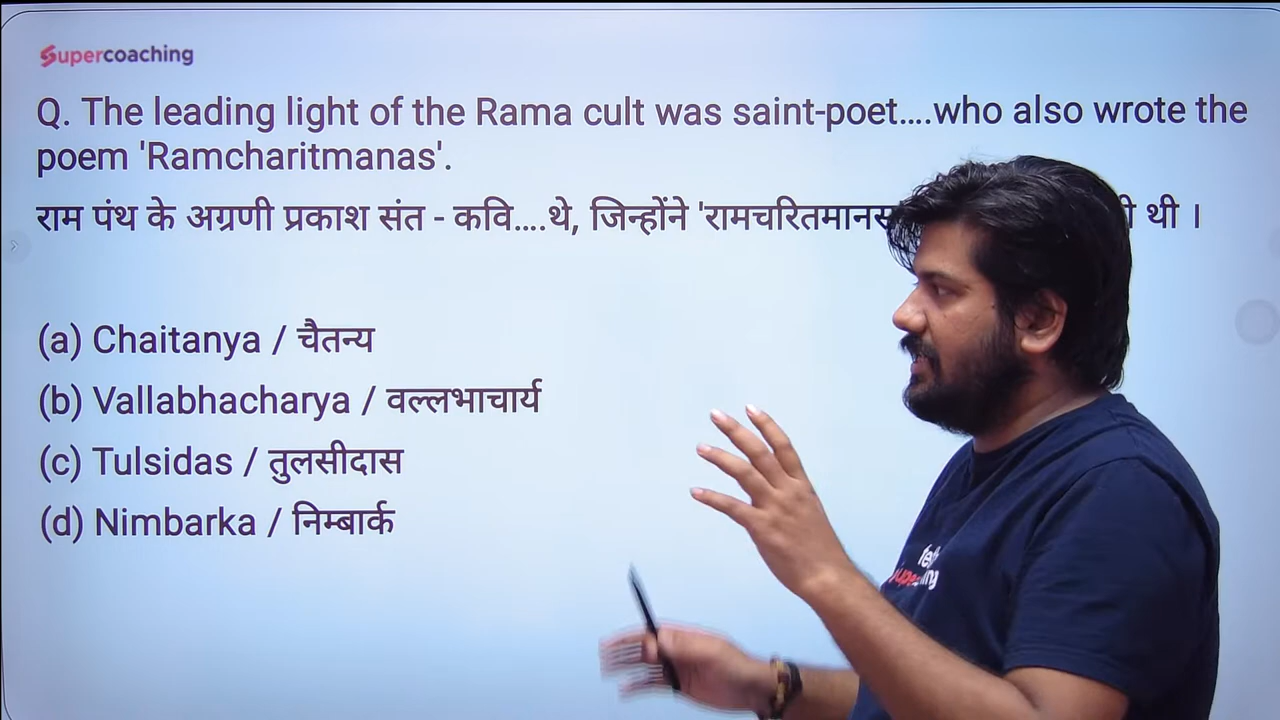 Supercoaching
Q. The leading light of the Rama cult was saint-poet....who also wrote the
poem 'Ramcharitmanas'.
राम पंथ के अग्रणी प्रकाश संत - कवि....थे, जिन्होंने 'रामचरितमानस थी ।
(a) Chaitanya / चैतन्य
(b) Vallabhacharya / वल्लभाचार्य
(c) Tulsidas / तुलसीदास
(d) Nimbarka / निम्बार्क